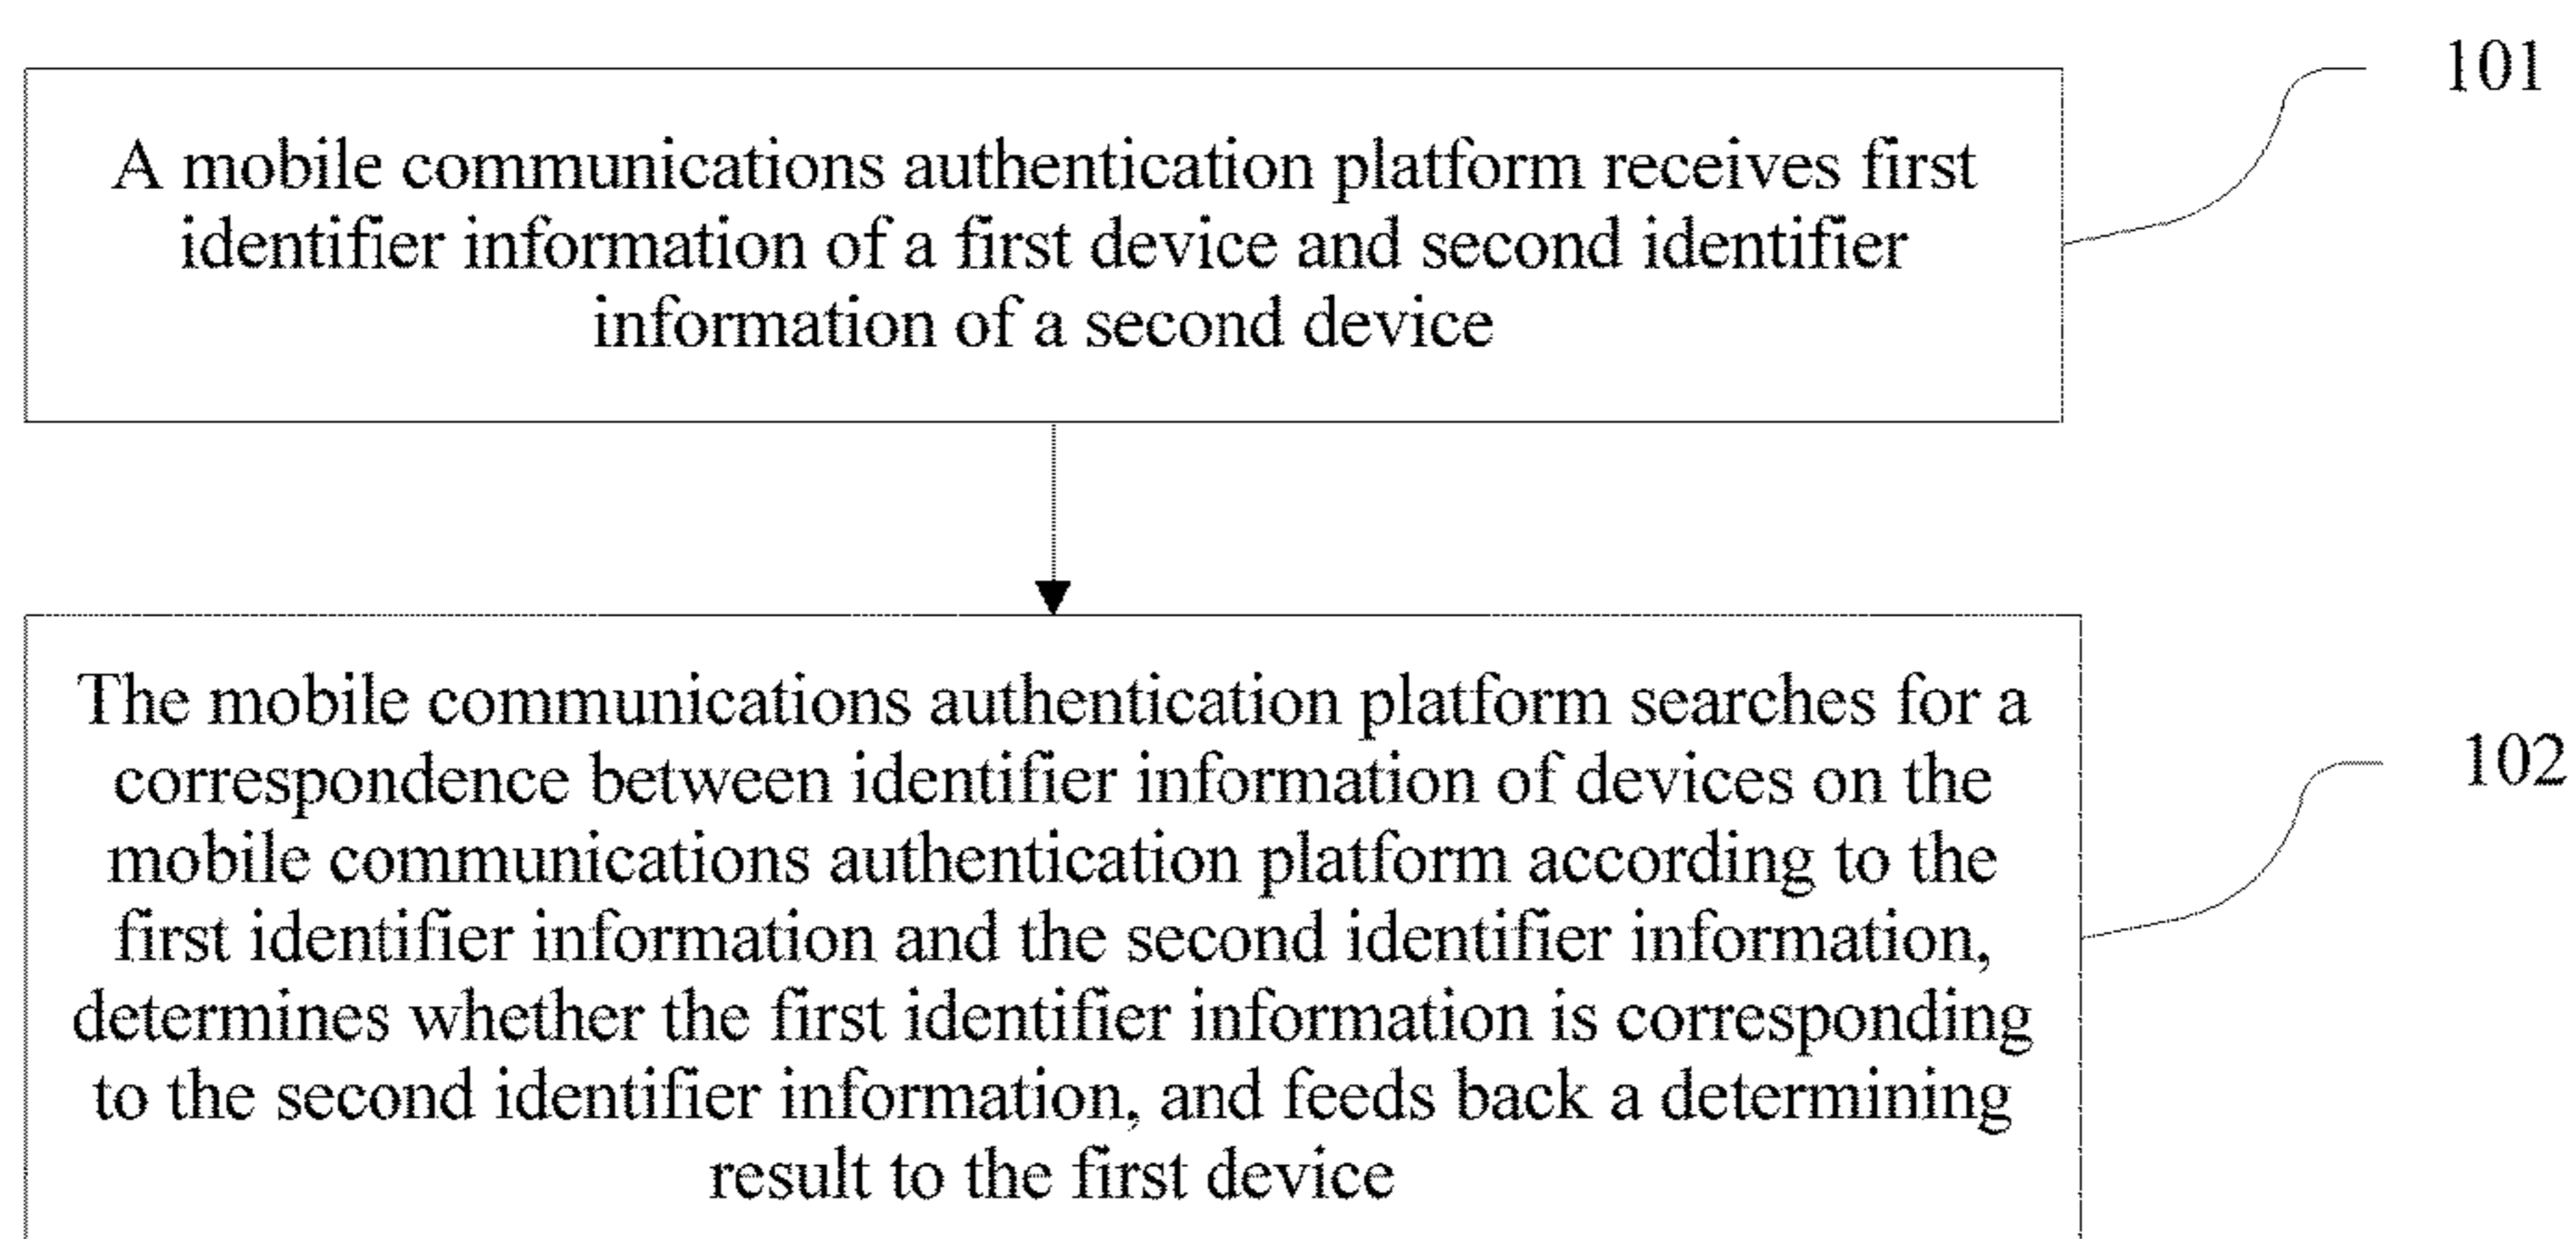 101
A mobile communications authentication platform receives first
identifier information of a first device and second identifier
information of a second device
The mobile communications authentication platform searches for a
correspondence between identifier information of devices on the
102
mobile communications authentication platform according to the
first identifier information and the second identifier information,
determines whether the first identifier information is corresponding
to the second identifier information, and feeds back a determining
result to the first device